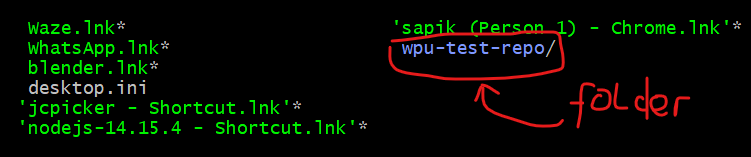 Waze.lnk*
WhatsApp.lnk*
blender.lnk*
desktop.ini
'jcpicker - Shortcut.lnk'*
'nodejs-14.15.4 - Shortcut.lnk'*
'sapik (Person 1) - Chrome.lnk'*
wpu-test-repo/
folder